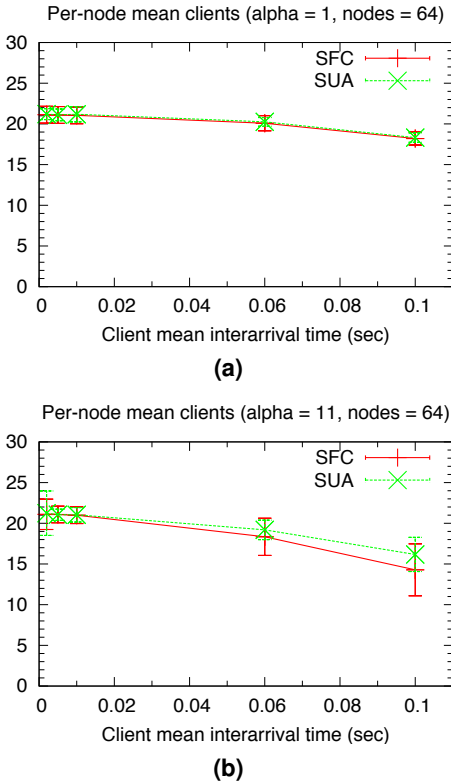 Per-node mean clients (alpha = 1, nodes = 64)
30
25
20
15
10
5
0
SFC
SUA
0 0.02 0.04 0.06 0.08 0.1
Client mean interarrival time (sec)
(a)
Per-node mean clients (alpha = 11, nodes = 64)
30
25
20
15
10
5
0
SFC
SUA
0 0.02 0.04 0.06 0.08 0.1
Client mean interarrival time (sec)
(b)